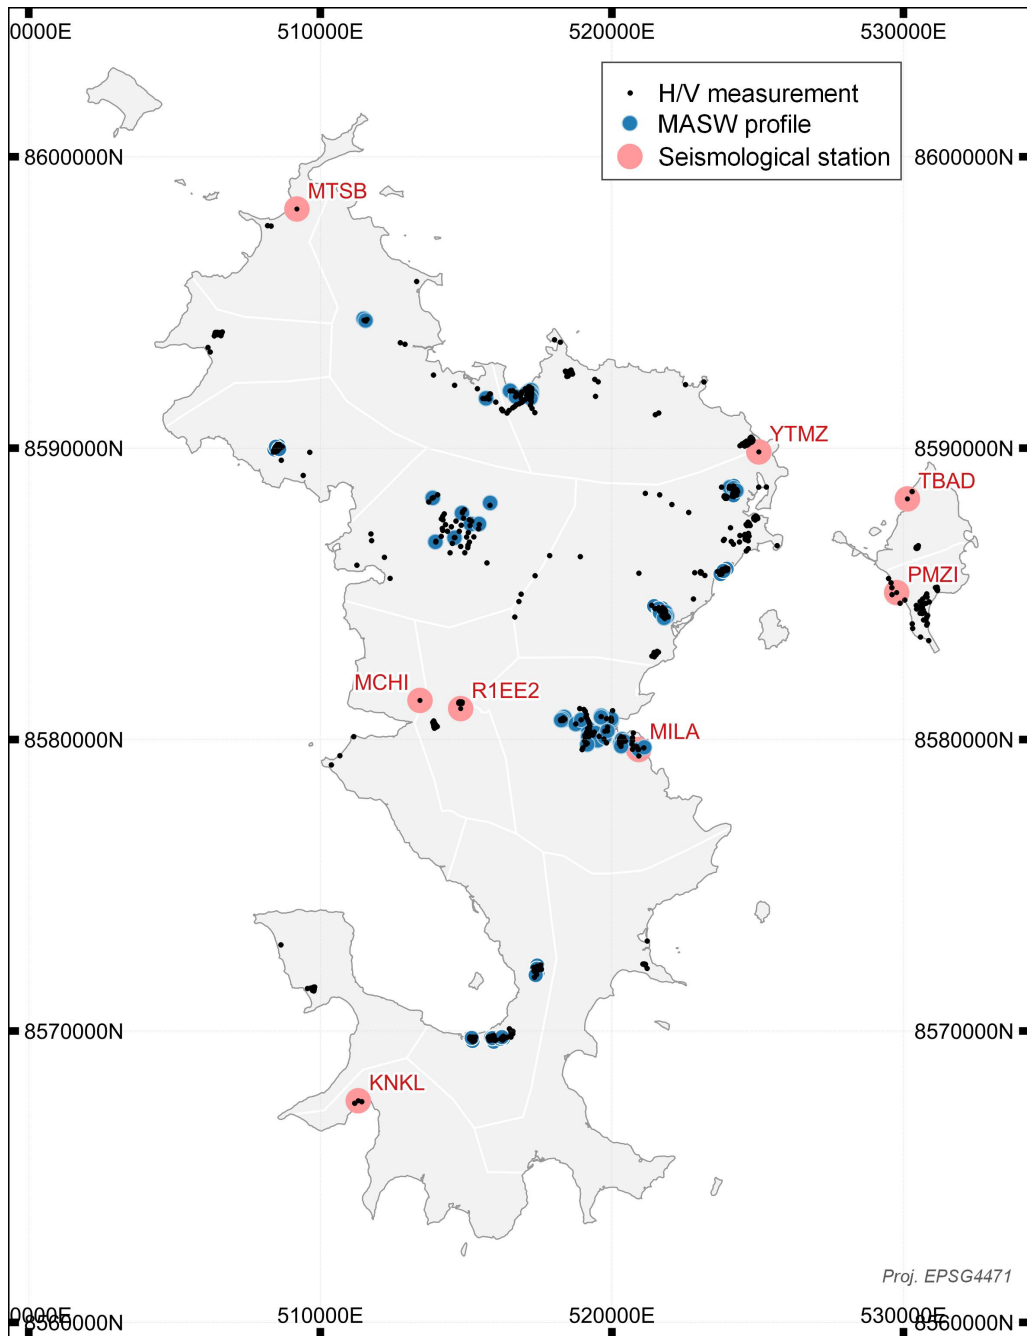 0000E 510000E 520000E 530000E
H/V measurement
MASW profile
Seismological station
8600000N 8600000N
MTSB
YTMZ
8590000N 8590000N
TBAD
PMZI
MCHI
R1EE2
MILA
8580000N 8580000N
8570000N 8570000N
KNKL
Proj. EPSG4471
0000E 510000E 520000E 530000E
8560000N 8560000N